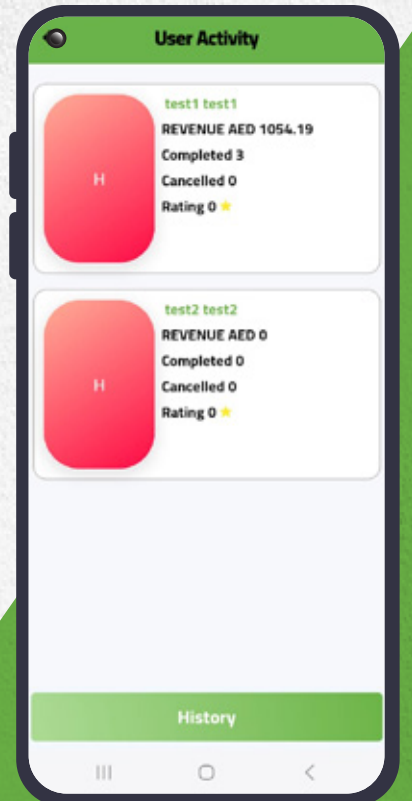 User Activity
H
test1 test1
REVENUE AED 1054.19
Completed 3
Cancelled 0
Rating 0
H
test2 test2
REVENUE AED 0
Completed 0
Cancelled 0
Rating 0
History